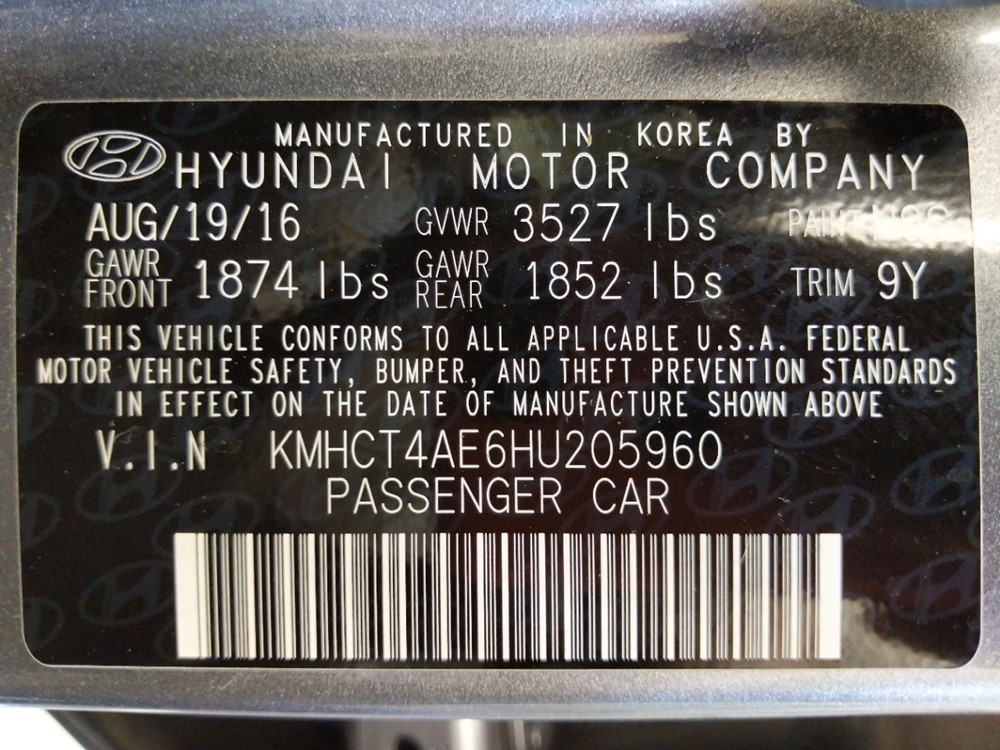 MANUFACTURED IN KOREA BY
HYUNDAI MOTOR COMPANY
AUG/19/16 GVWR 3527 lbs PAINT
GAWR FRONT 1874 lbs GAWR REAR 1852 lbs TRIM 9Y
THIS VEHICLE CONFORMS TO ALL APPLICABLE U.S.A. FEDERAL
MOTOR VEHICLE SAFETY, BUMPER, AND THEFT PREVENTION STANDARDS
IN EFFECT ON THE DATE OF MANUFACTURE SHOWN ABOVE
V.I.N KMHCT4AE6HU205960
PASSENGER CAR